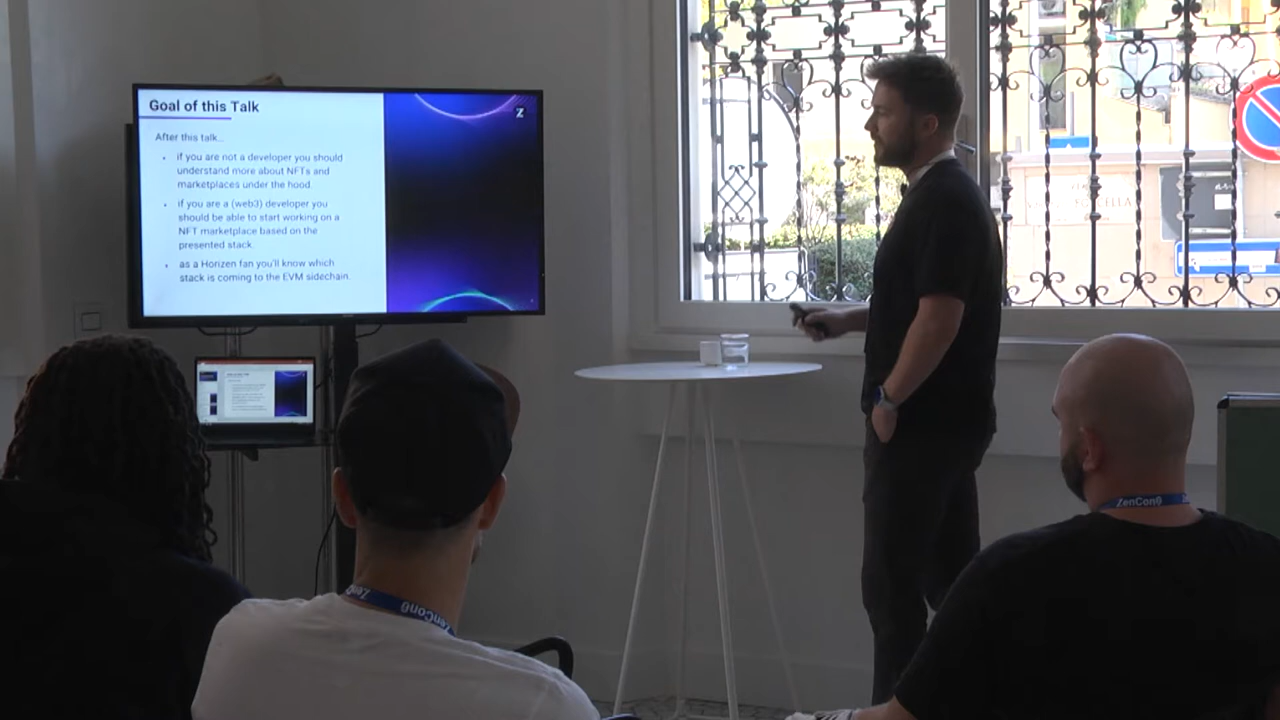 Goal of this Talk
After this talk...
if you are not a developer you should
understand more about NFTs and
marketplaces under the hood.
if you are a (web3) developer you
should be able to start working on a
NFT marketplace based on the
presented stack.
as a Horizen fan you'll know which
stack is coming to the EVM sidechain.
ZenCon0
ZenCon0